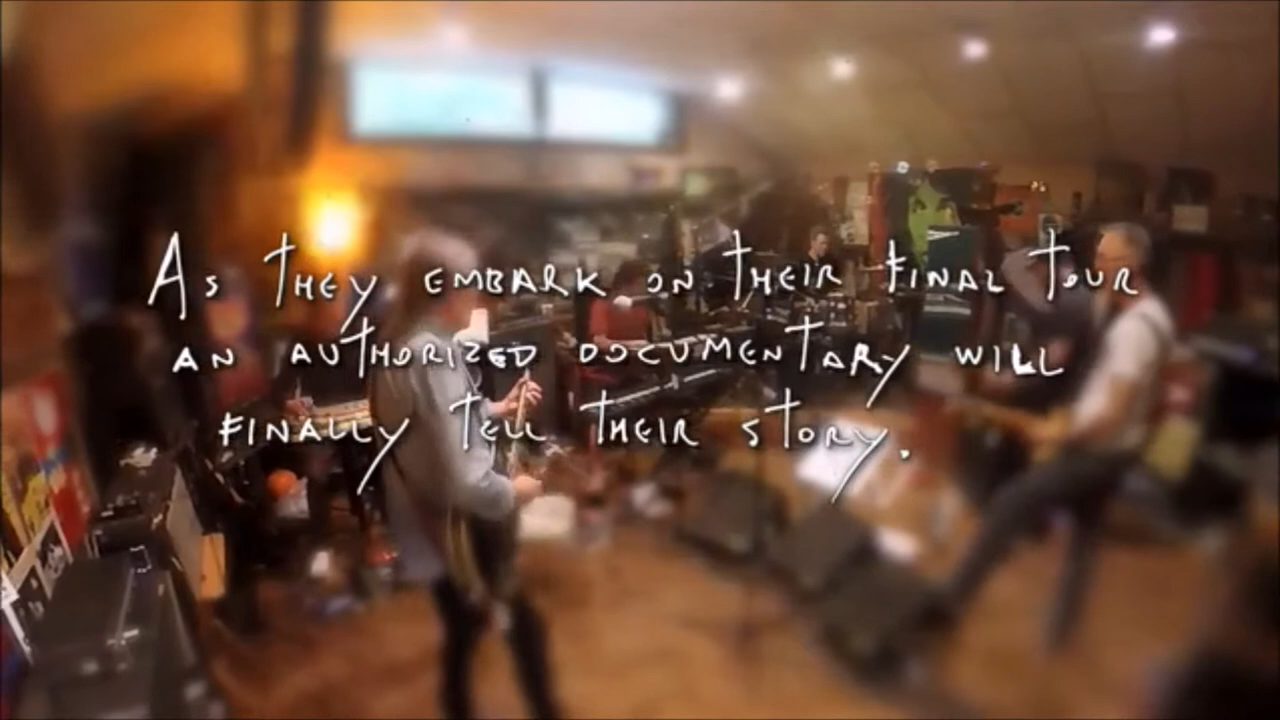 As they embark on their final tour
an authorized documentary will
finally tell their story.